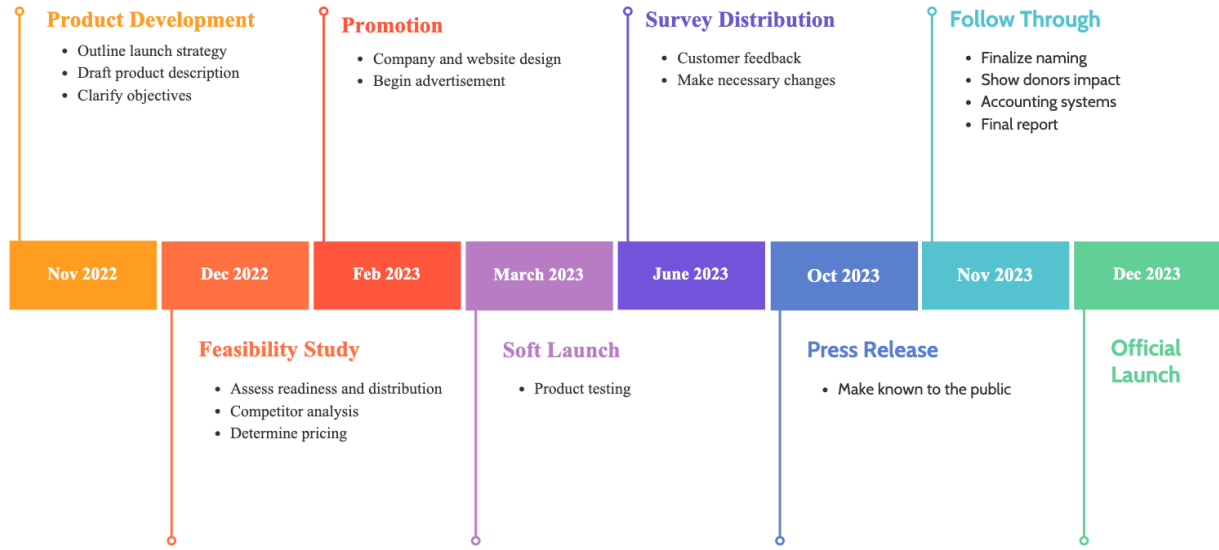 Product Development
• Outline launch strategy
• Draft product description
• Clarify objectives
Promotion
• Company and website design
• Begin advertisement
Survey Distribution
• Customer feedback
• Make necessary changes
Follow Through
• Finalize naming
• Show donors impact
• Accounting systems
• Final report
Nov 2022
Dec 2022
Feb 2023
March 2023
June 2023
Oct 2023
Nov 2023
Dec 2023
Feasibility Study
• Assess readiness and distribution
• Competitor analysis
• Determine pricing
Soft Launch
• Product testing
Press Release
• Make known to the public
Official
Launch